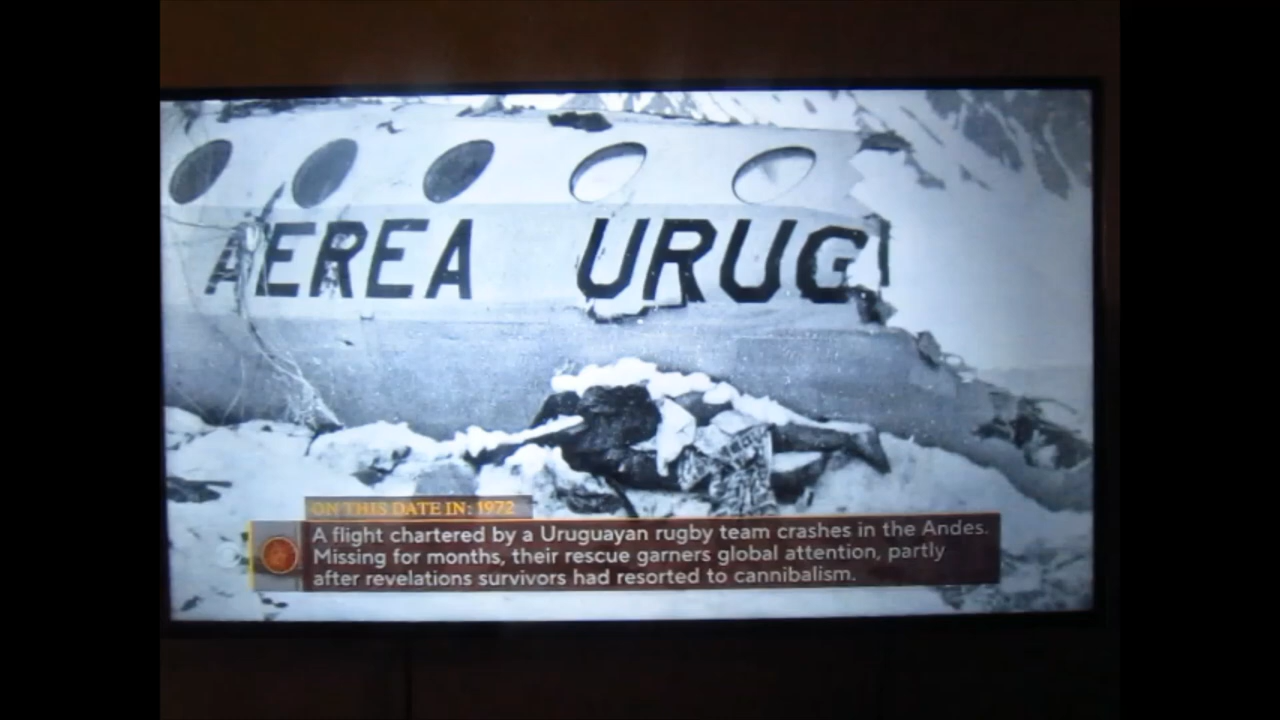 AEREA URUG
ON THIS DATE IN: 1972
A flight chartered by a Uruguayan rugby team crashes in the Andes.
Missing for months, their rescue garners global attention, partly
after revelations survivors had resorted to cannibalism.